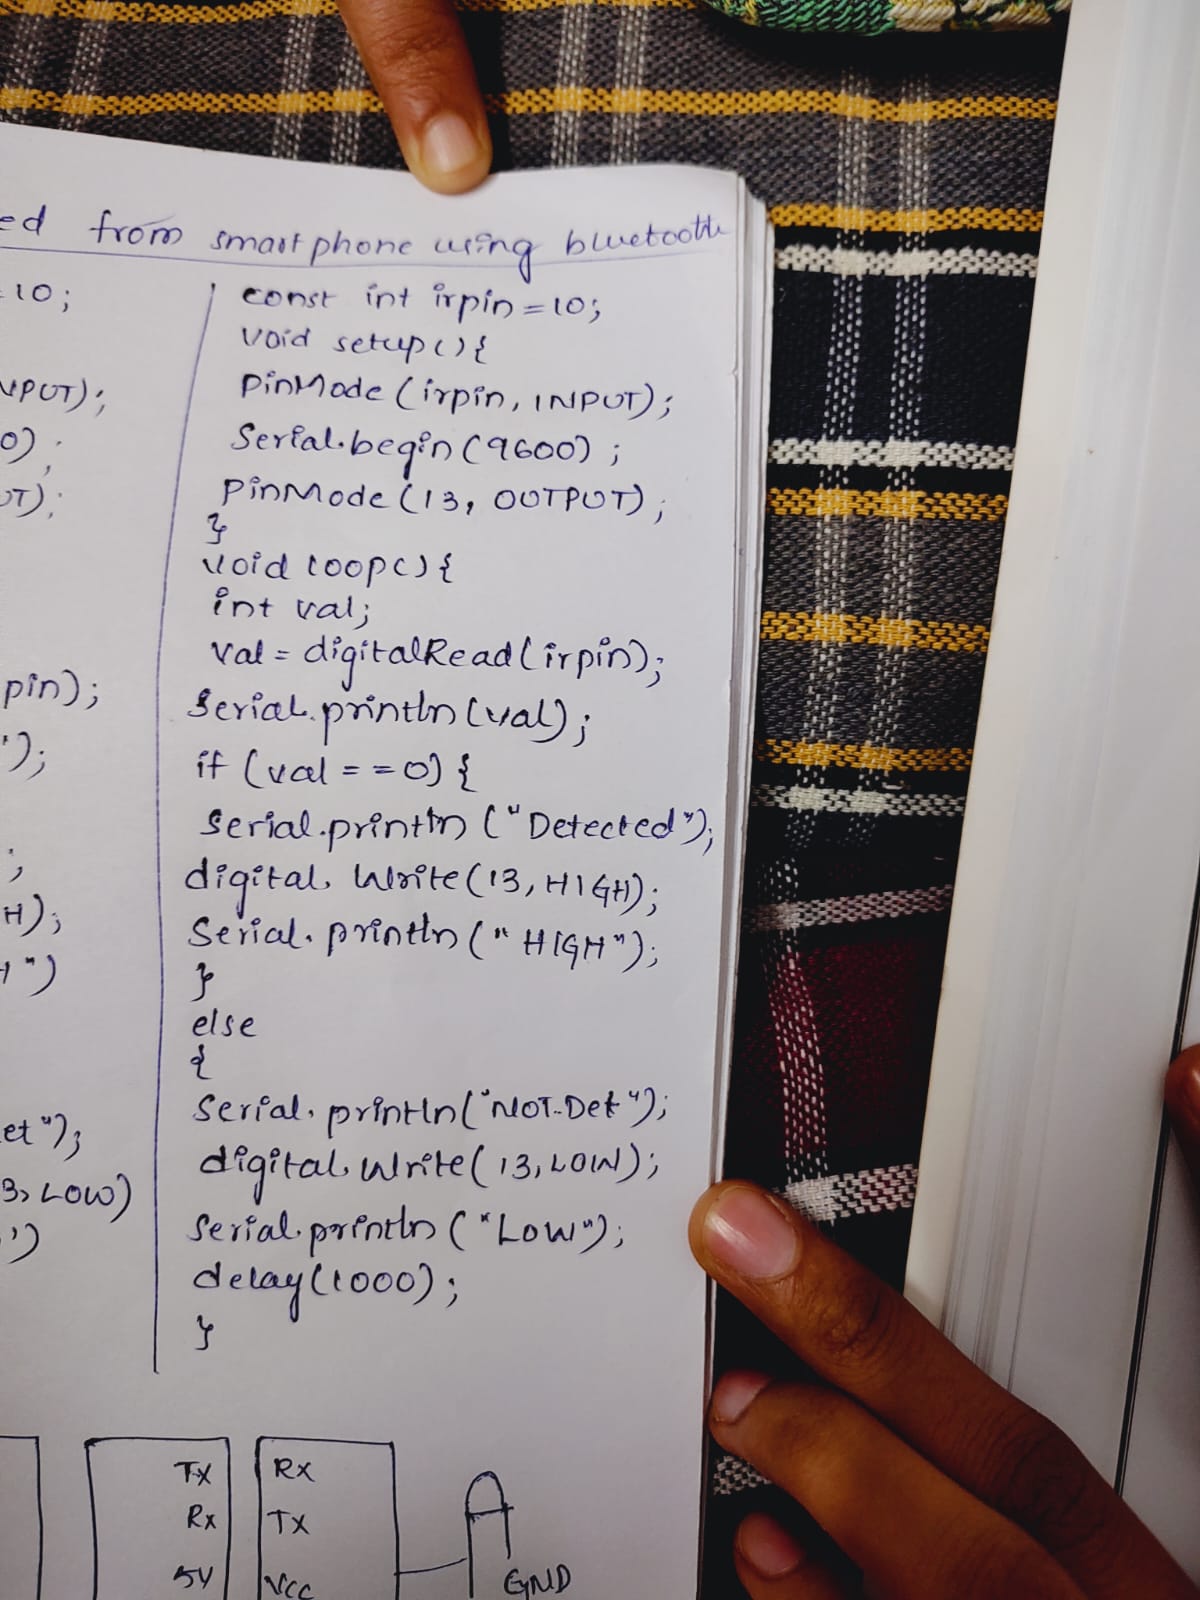 ed from smart phone using bluetooth
= 10;
NPUT);
0);
UT);
pin);
");
;
H);
H")
et");
3, LOW)
")
const int irpin = 10;
void setup() {
pinMode (irpin, INPUT);
Serial.begin (9600) ;
pinMode (13, OUTPUT) ;
}
void loop() {
int val;
val = digitalRead (irpin);
Serial.println (val) ;
if (val = = 0) {
Serial.println ("Detected");
digital Write (13, HIGH);
Serial. println (" HIGH");
}
else
{
Serial. println ("NOT-Det");
digital Write ( 13, LOW);
Serial.println ("Low");
delay (1000) ;
}
TX RX
RX TX
5V VCC
GND